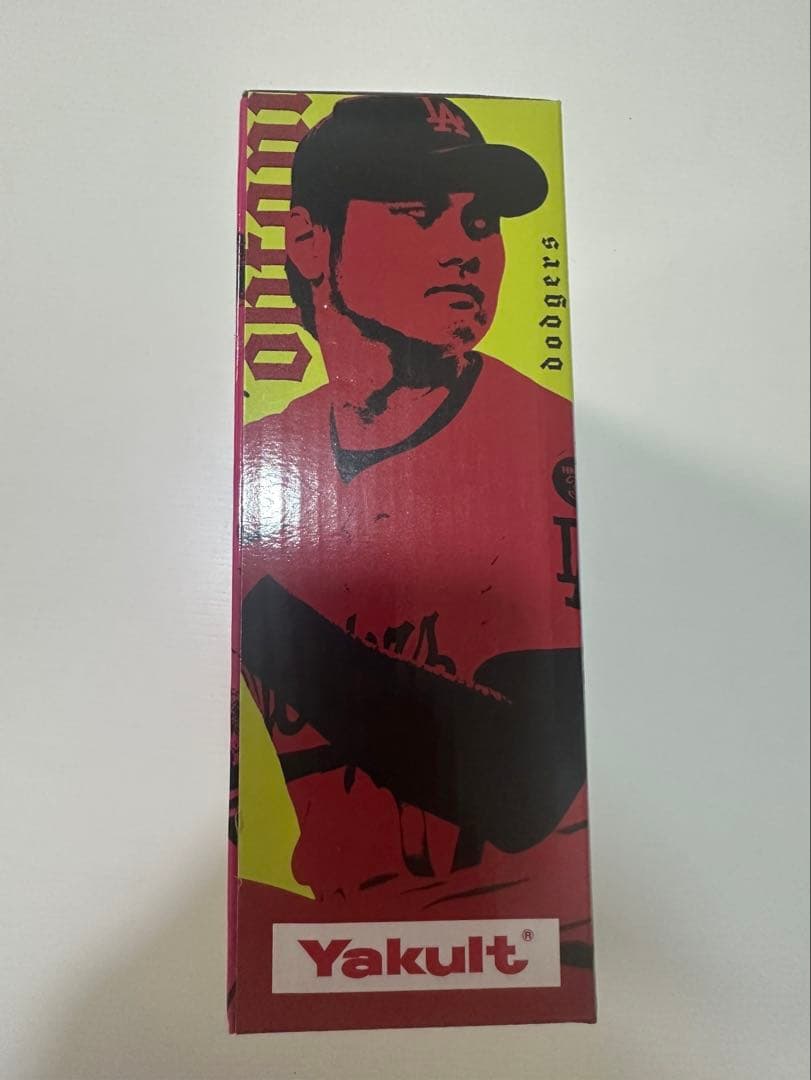 ohtani
LA
dodgers
Yakult®